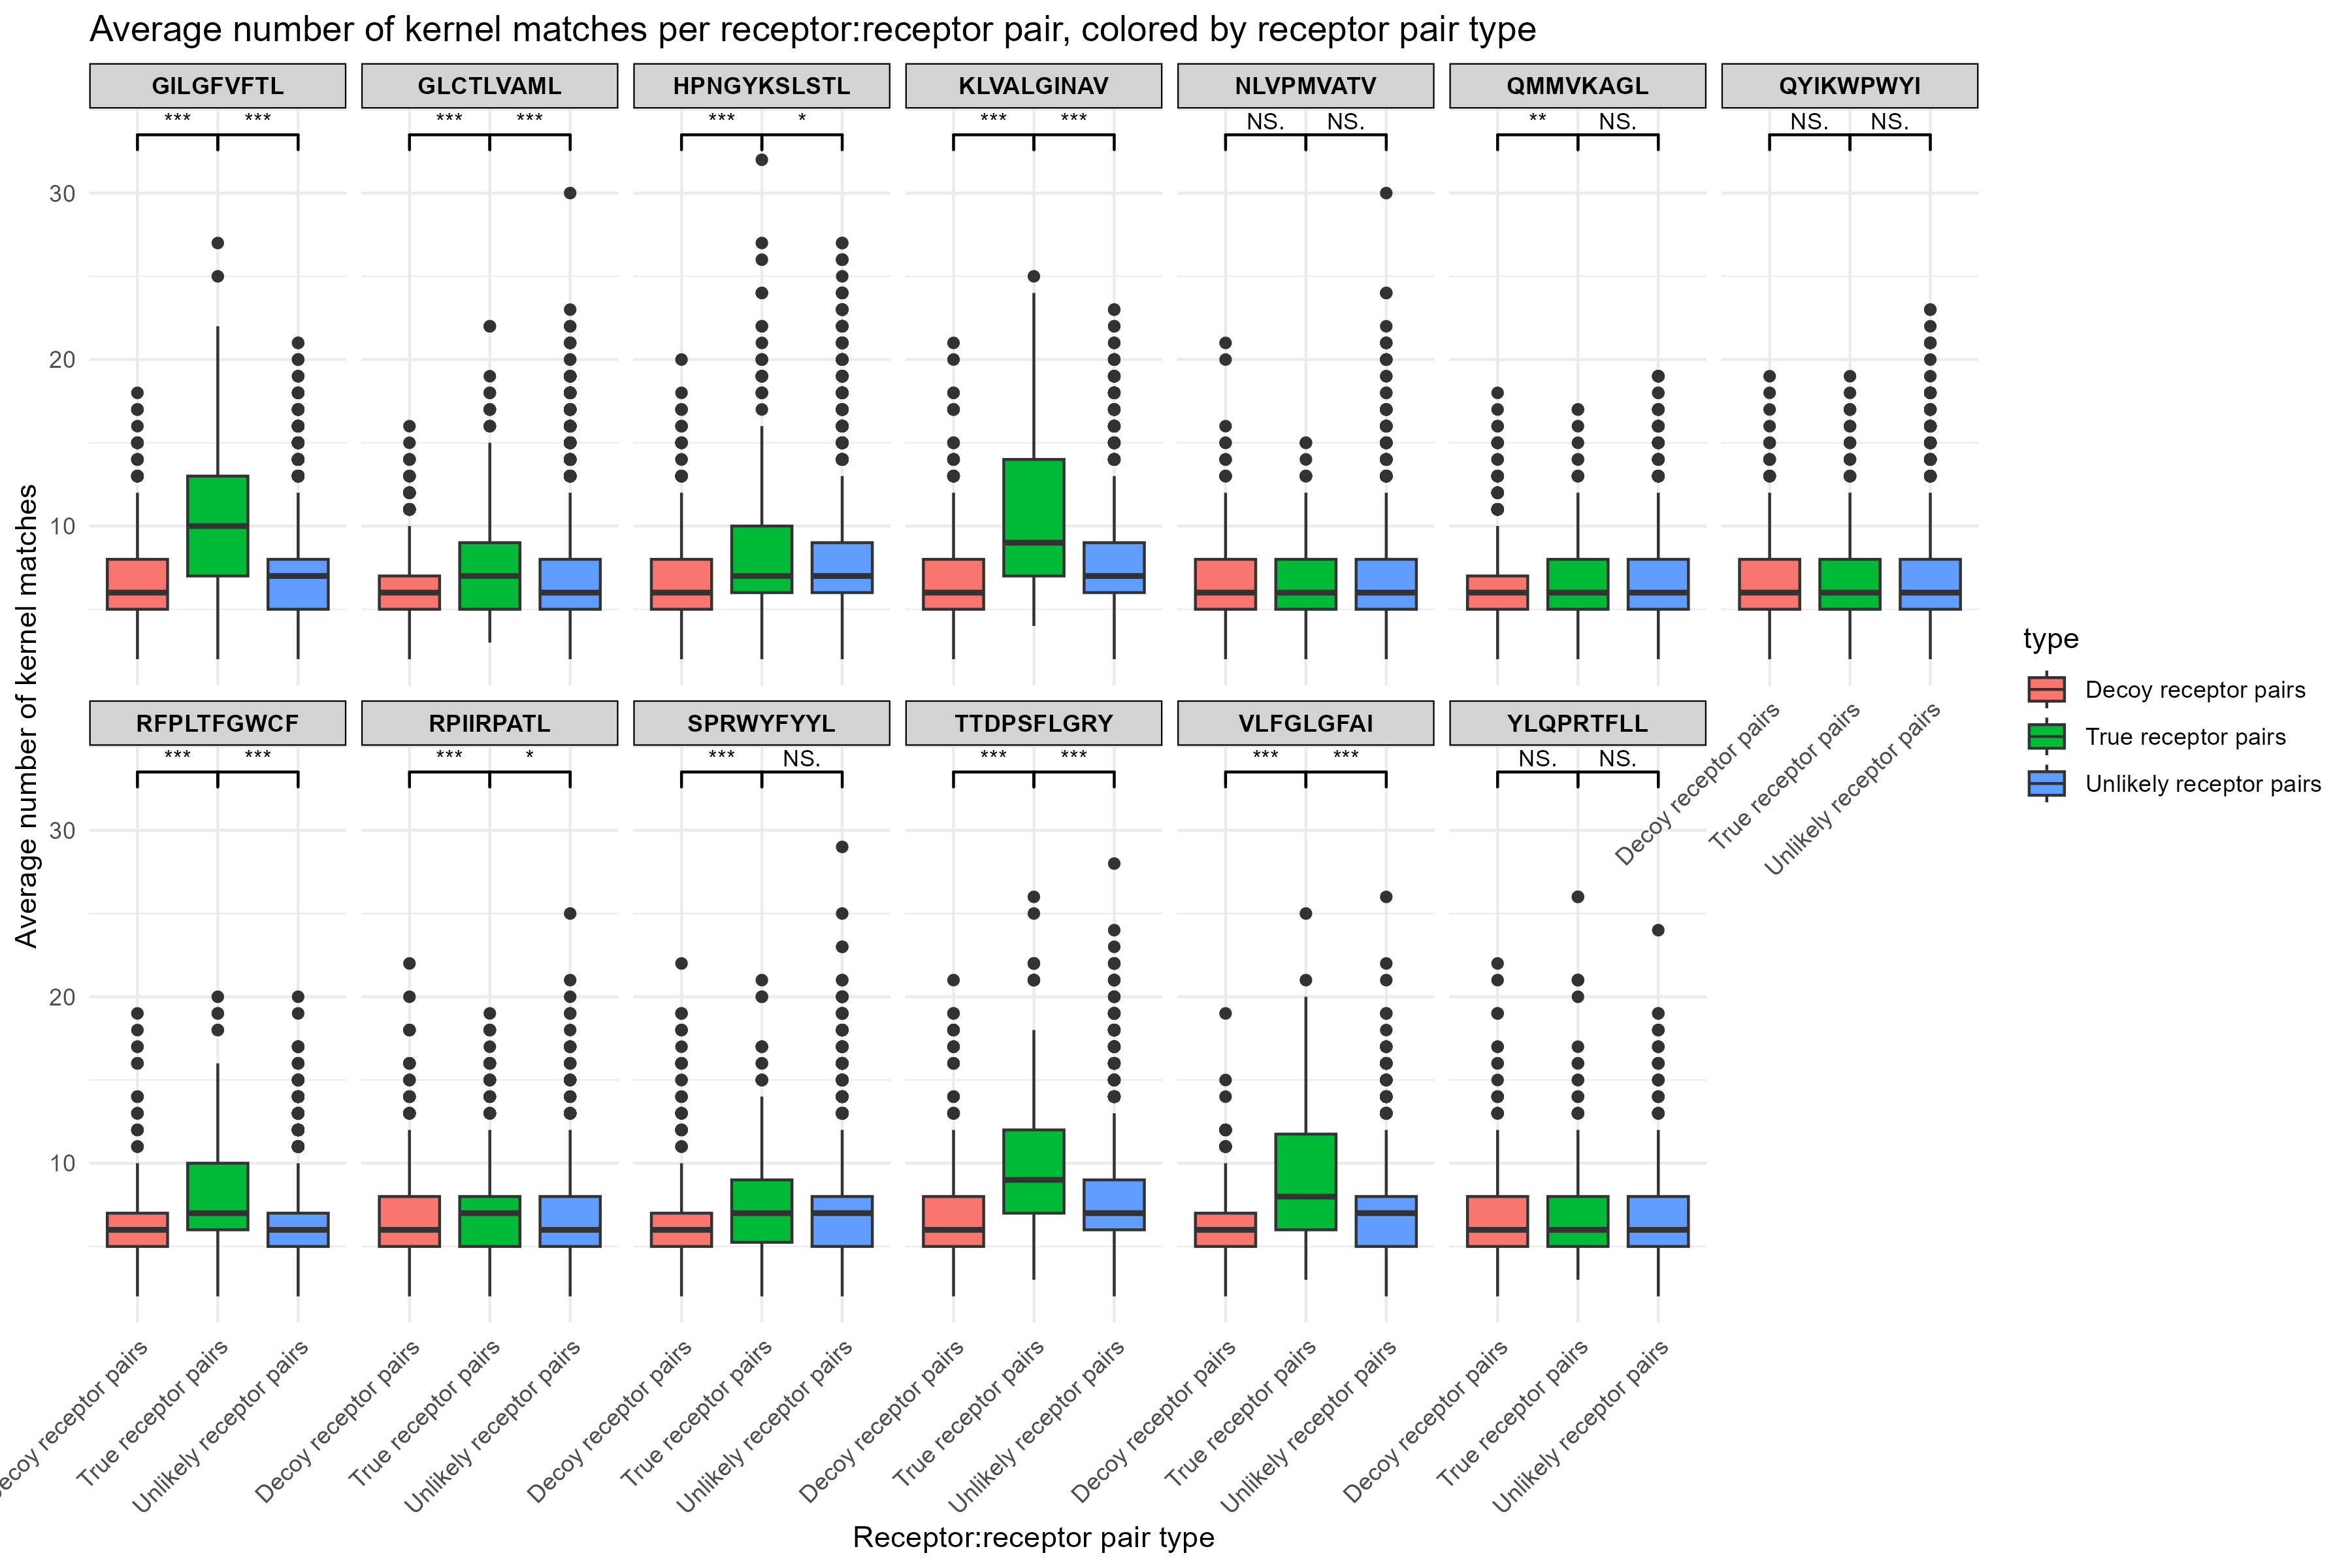 Average number of kernel matches per receptor:receptor pair, colored by receptor pair type
GILGFVFTL GLCTLVAML HPNGYKSLSTL KLVALGINAV NLVPMVATV QMMVKAGL QYIKWPWYI
*** *** *** *** *** * *** *** NS. NS. ** NS. NS. NS.
30
20
10
Average number of kernel matches
Decoy receptor pairs
True receptor pairs
Unlikely receptor pairs
type
Decoy receptor pairs
True receptor pairs
Unlikely receptor pairs
RFPLTFGWCF RPIIRPATL SPRWYFYYL TTDPSFLGRY VLFGLGFAI YLQPRTFLL
*** *** *** * *** NS. *** *** *** *** NS. NS.
30
20
10
ecoy receptor pairs
True receptor pairs
Unlikely receptor pairs
Decoy receptor pairs
True receptor pairs
Unlikely receptor pairs
Decoy receptor pairs
True receptor pairs
Unlikely receptor pairs
Decoy receptor pairs
True receptor pairs
Unlikely receptor pairs
Decoy receptor pairs
True receptor pairs
Unlikely receptor pairs
Decoy receptor pairs
True receptor pairs
Unlikely receptor pairs
Receptor:receptor pair type